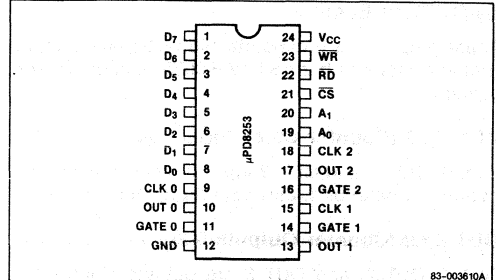 D7 1 24 VCC
D6 2 23 WR
D5 3 22 RD
D4 4 21 CS
D3 5 20 A1
D2 6 19 A0
D1 7 18 CLK 2
D0 8 17 OUT 2
CLK 0 9 16 GATE 2
OUT 0 10 15 CLK 1
GATE 0 11 14 GATE 1
GND 12 13 OUT 1
µPD8253
83-003610A